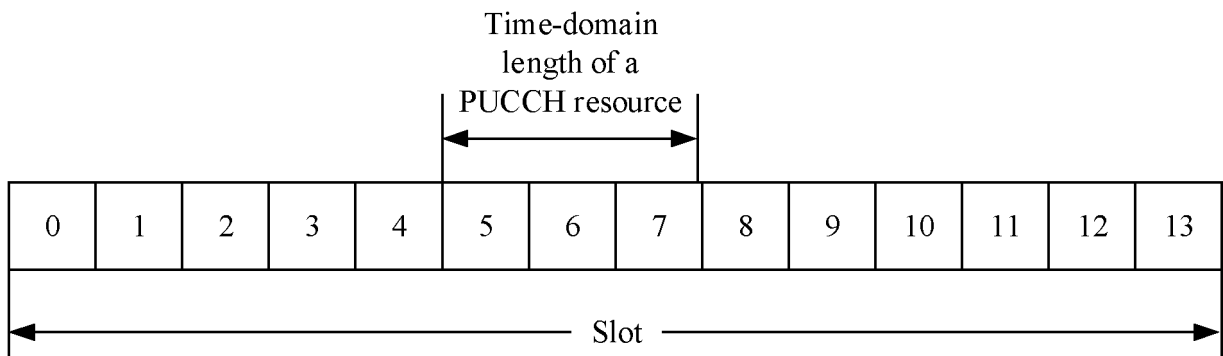 Time-domain
length of a
PUCCH resource
0 1 2 3 4 5 6 7 8 9 10 11 12 13
Slot